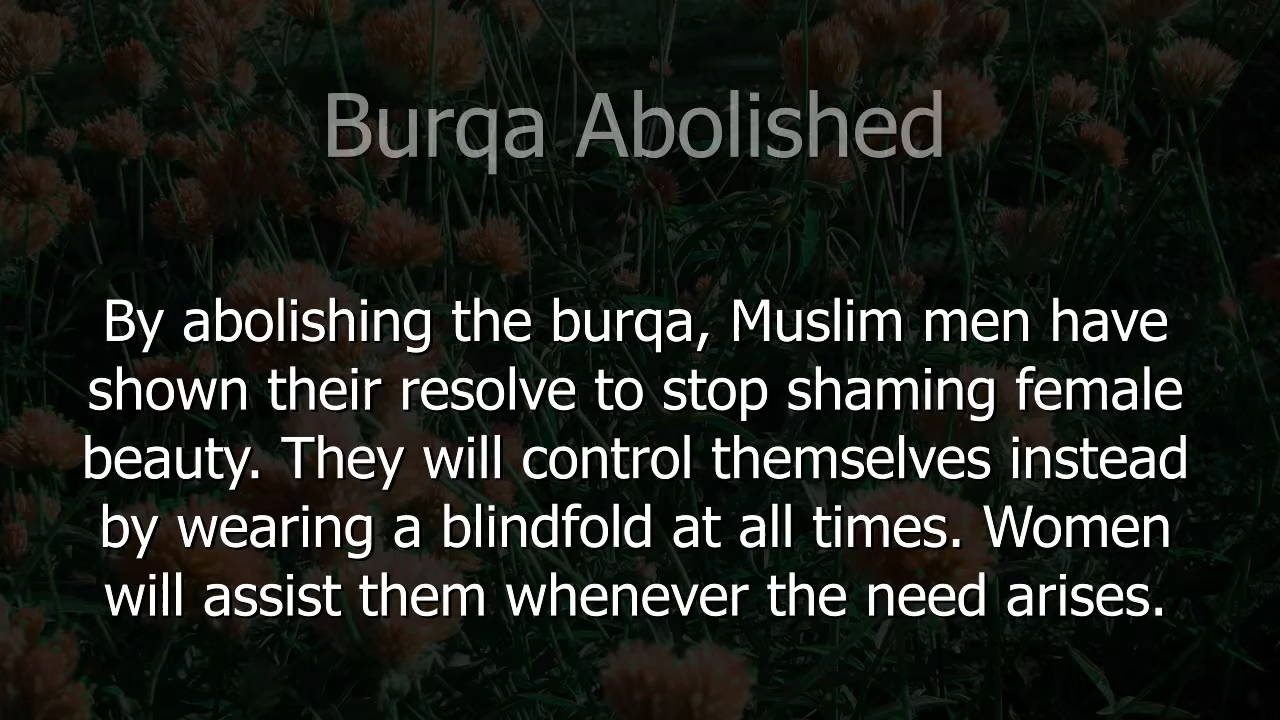 Burqa Abolished
By abolishing the burqa, Muslim men have
shown their resolve to stop shaming female
beauty. They will control themselves instead
by wearing a blindfold at all times. Women
will assist them whenever the need arises.